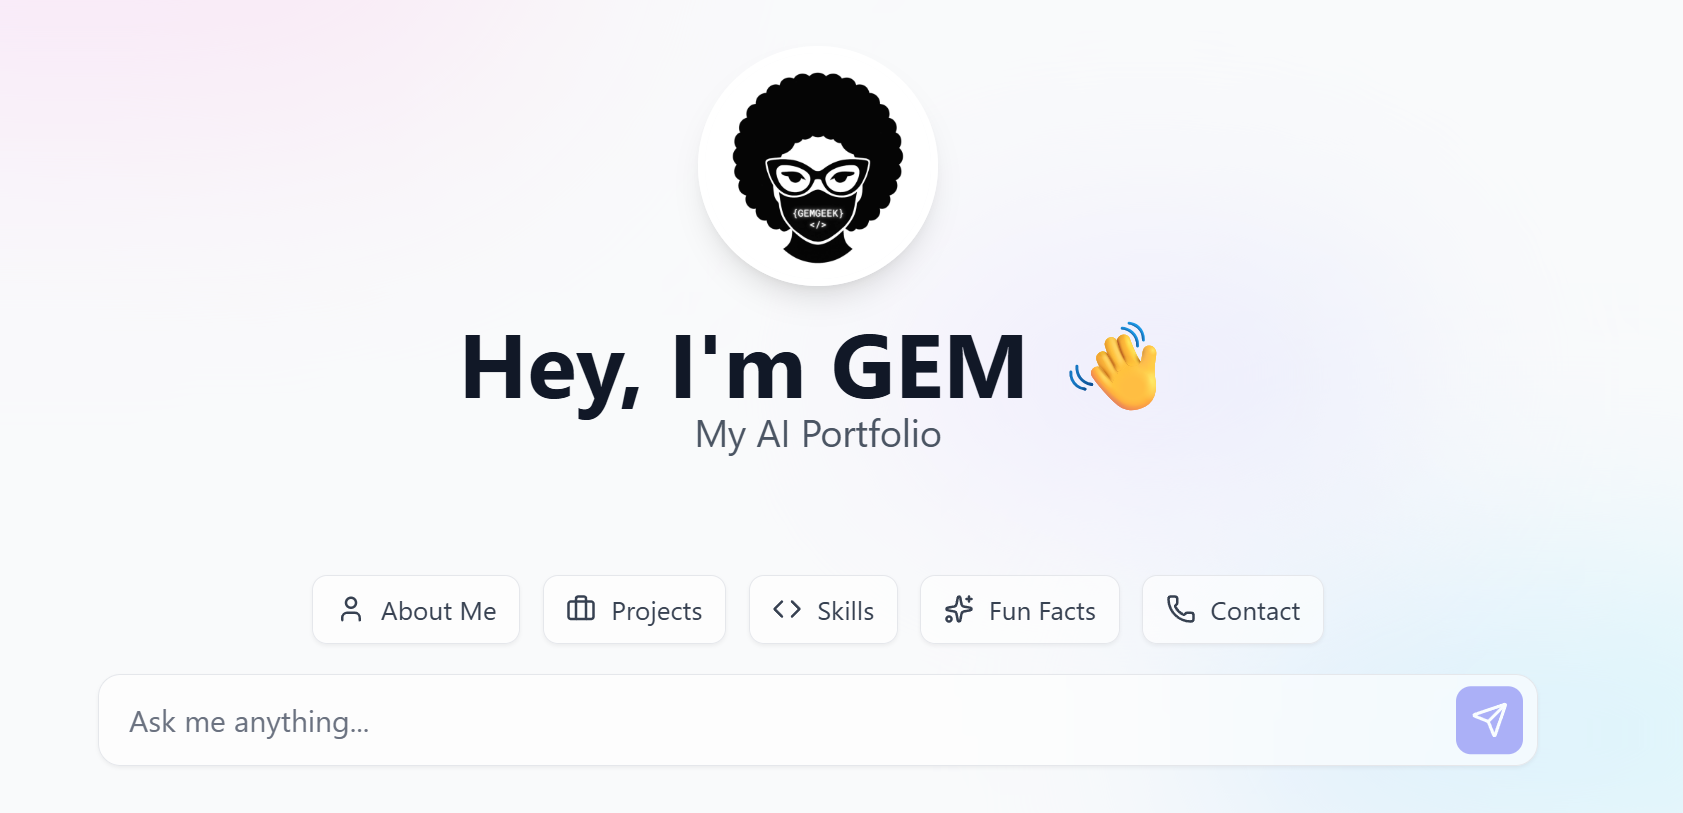 {GEMGEEK}
</>
Hey, I'm GEM 👋
My AI Portfolio
About Me
Projects
Skills
Fun Facts
Contact
Ask me anything...